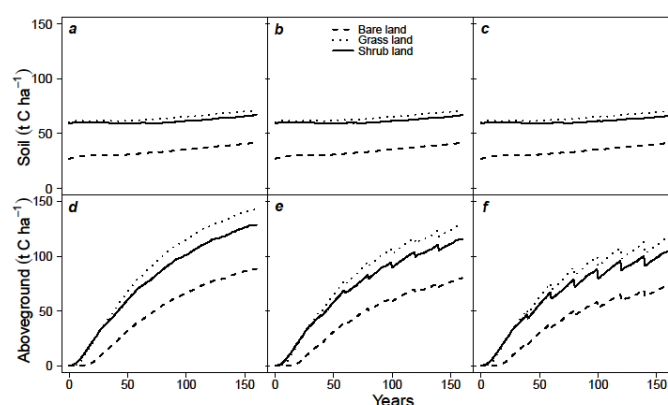 a
b
c
Bare land
Grass land
Shrub land
150
100
50
0
Soil (t C ha⁻¹)
d
e
f
150
100
50
0
Aboveground (t C ha⁻¹)
0 50 100 150 0 50 100 150 0 50 100 150
Years